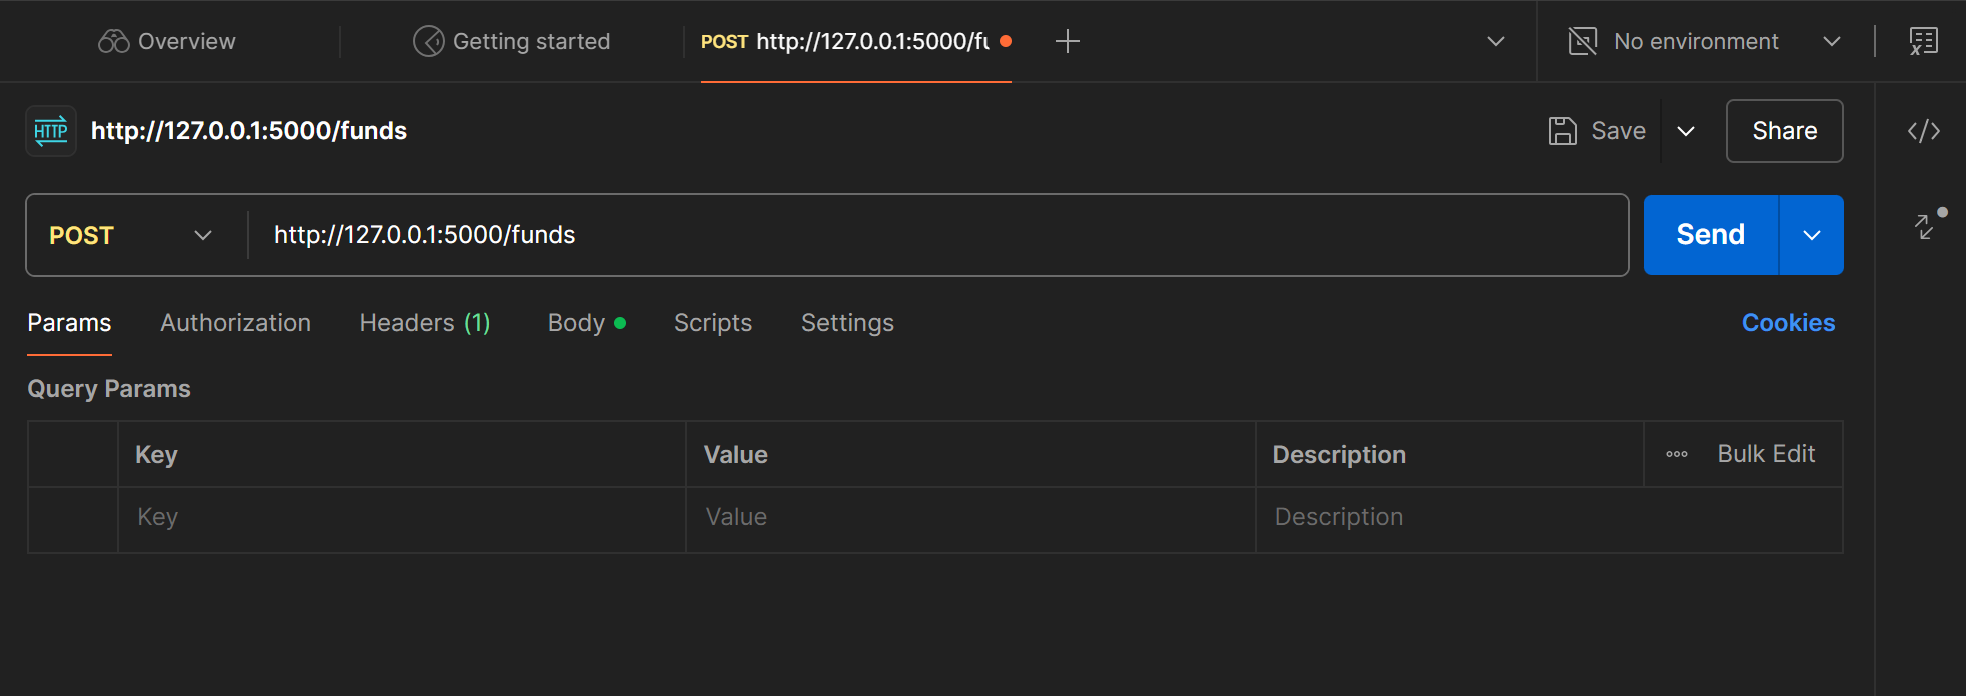 Overview Getting started POST http://127.0.0.1:5000/fu No environment
HTTP http://127.0.0.1:5000/funds Save Share
POST http://127.0.0.1:5000/funds Send
Params Authorization Headers (1) Body Scripts Settings Cookies
Query Params
Key Value Description Bulk Edit
Key Value Description